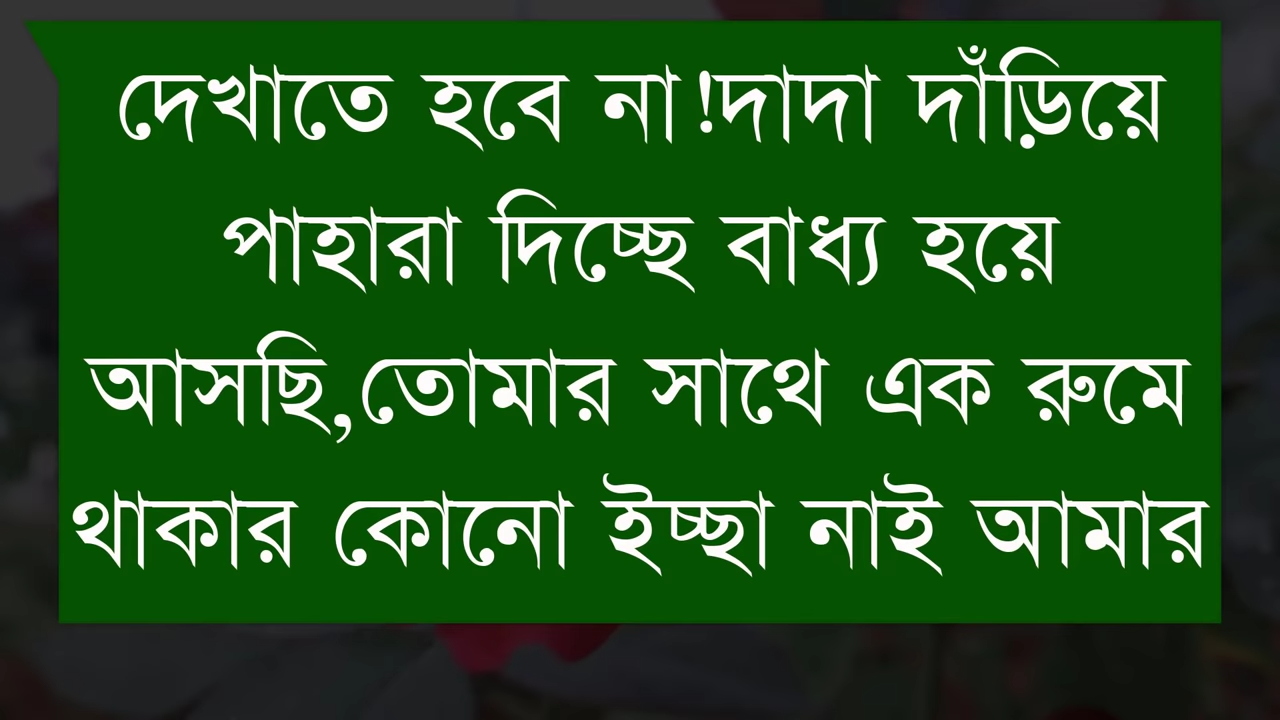 দেখাতে হবে না!দাদা দাঁড়িয়ে
পাহারা দিচ্ছে বাধ্য হয়ে
আসছি,তোমার সাথে এক রুমে
থাকার কোনো ইচ্ছা নাই আমার